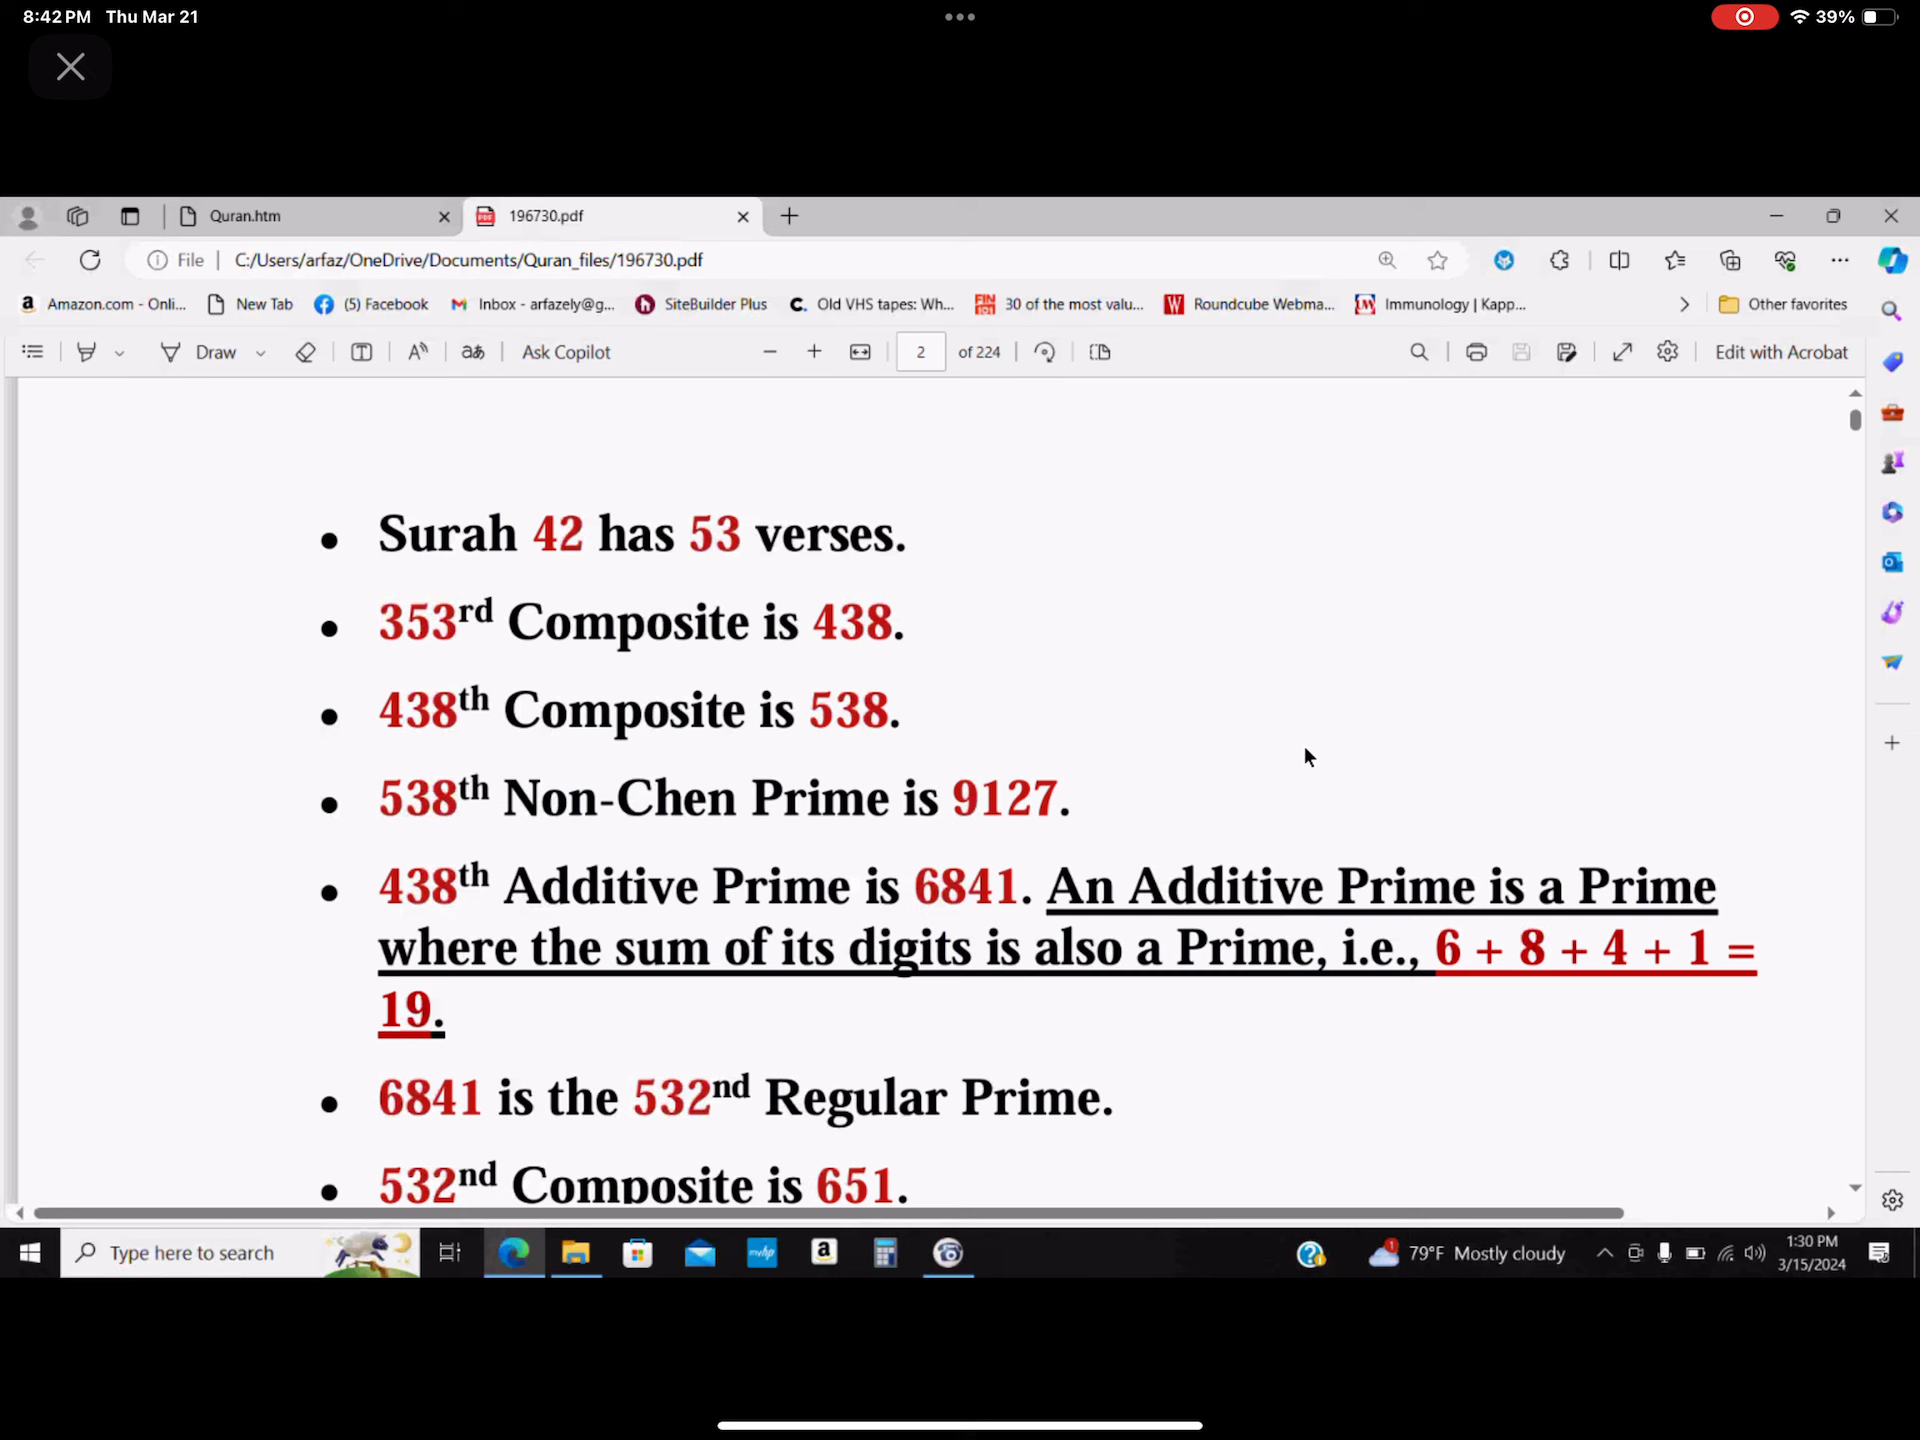 8:42 PM Thu Mar 21
39%
Quran.htm
196730.pdf
File | C:/Users/arfaz/OneDrive/Documents/Quran_files/196730.pdf
Amazon.com - Onli...
New Tab
(5) Facebook
Inbox - arfazely@g...
SiteBuilder Plus
Old VHS tapes: Wh...
30 of the most valu...
Roundcube Webma...
Immunology | Kapp...
Other favorites
Draw
Ask Copilot
2 of 224
Edit with Acrobat
• Surah 42 has 53 verses.
• 353rd Composite is 438.
• 438th Composite is 538.
• 538th Non-Chen Prime is 9127.
• 438th Additive Prime is 6841. An Additive Prime is a Prime
where the sum of its digits is also a Prime, i.e., 6 + 8 + 4 + 1 =
19.
• 6841 is the 532nd Regular Prime.
• 532nd Composite is 651.
Type here to search
myhp
79°F Mostly cloudy
1:30 PM
3/15/2024